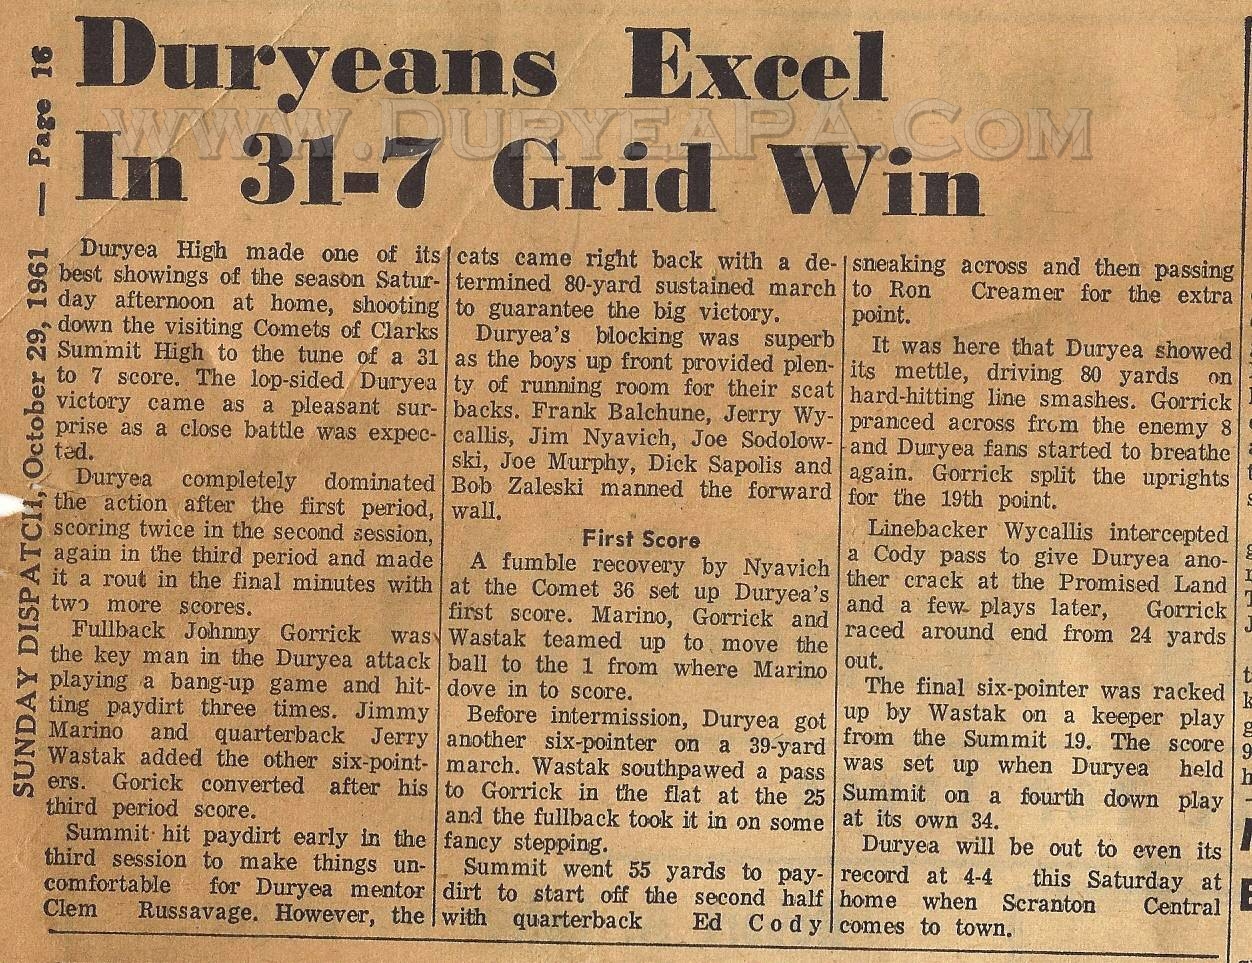 Duryeans Excel
In 31-7 Grid Win
www.DuryeaPA.Com
SUNDAY DISPATCH, October 29, 1961 — Page 16
Duryea High made one of its
best showings of the season Satur-
day afternoon at home, shooting
down the visiting Comets of Clarks
Summit High to the tune of a 31
to 7 score. The lop-sided Duryea
victory came as a pleasant sur-
prise as a close battle was expec-
ted.
Duryea completely dominated
the action after the first period,
scoring twice in the second session,
again in the third period and made
it a rout in the final minutes with
two more scores.
Fullback Johnny Gorrick was
the key man in the Duryea attack
playing a bang-up game and hit-
ting paydirt three times. Jimmy
Marino and quarterback Jerry
Wastak added the other six-point-
ers. Gorick converted after his
third period score.
Summit hit paydirt early in the
third session to make things un-
comfortable for Duryea mentor
Clem Russavage. However, the
cats came right back with a de-
termined 80-yard sustained march
to guarantee the big victory.
Duryea's blocking was superb
as the boys up front provided plen-
ty of running room for their scat
backs. Frank Balchune, Jerry Wy-
callis, Jim Nyavich, Joe Sodolow-
ski, Joe Murphy, Dick Sapolis and
Bob Zaleski manned the forward
wall.
First Score
A fumble recovery by Nyavich
at the Comet 36 set up Duryea's
first score. Marino, Gorrick and
Wastak teamed up to move the
ball to the 1 from where Marino
dove in to score.
Before intermission, Duryea got
another six-pointer on a 39-yard
march. Wastak southpawed a pass
to Gorrick in the flat at the 25
and the fullback took it in on some
fancy stepping.
Summit went 55 yards to pay-
dirt to start off the second half
with quarterback Ed Cody
sneaking across and then passing
to Ron Creamer for the extra
point.
It was here that Duryea showed
its mettle, driving 80 yards on
hard-hitting line smashes. Gorrick
pranced across from the enemy 8
and Duryea fans started to breathe
again. Gorrick split the uprights
for the 19th point.
Linebacker Wycallis intercepted
a Cody pass to give Duryea ano-
ther crack at the Promised Land
and a few plays later, Gorrick
raced around end from 24 yards
out.
The final six-pointer was racked
up by Wastak on a keeper play
from the Summit 19. The score
was set up when Duryea held
Summit on a fourth down play
at its own 34.
Duryea will be out to even its
record at 4-4 this Saturday at
home when Scranton Central
comes to town.